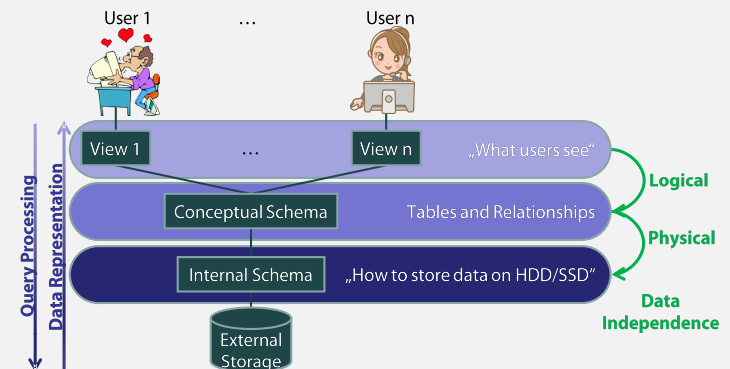 User 1
...
User n
View 1
...
View n
„What users see“
Logical
Conceptual Schema
Tables and Relationships
Physical
Internal Schema
„How to store data on HDD/SSD“
Data
Independence
External
Storage
Query Processing
Data Representation